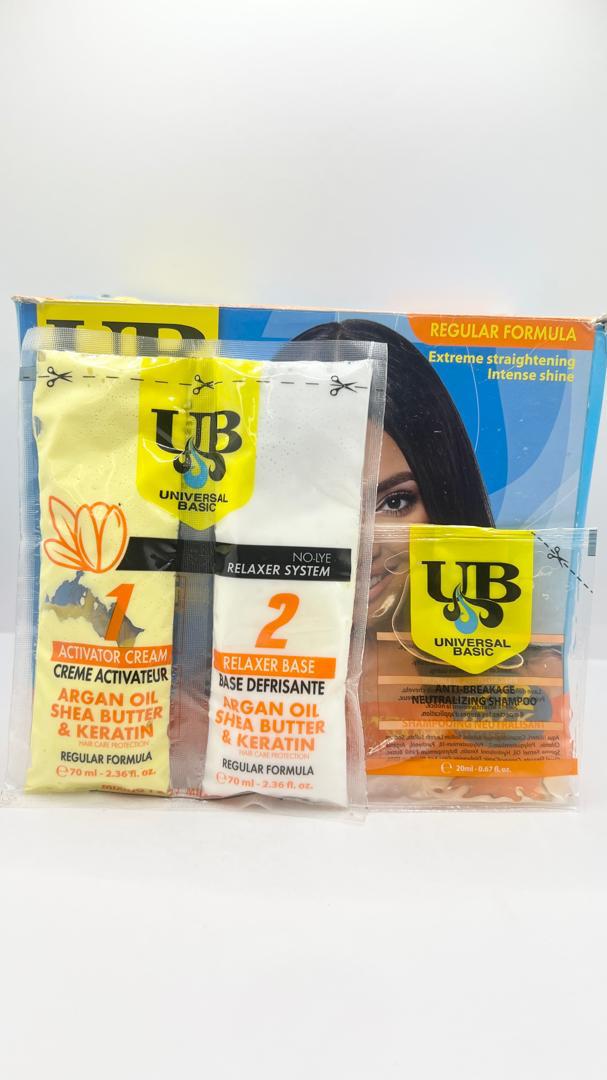 REGULAR FORMULA
Extreme straightening
Intense shine
UB
UNIVERSAL
BASIC
NO-LYE
RELAXER SYSTEM
1
ACTIVATOR CREAM
CREME ACTIVATEUR
ARGAN OIL
SHEA BUTTER
& KERATIN
HAIR CARE PROTECTION
REGULAR FORMULA
℮ 70 ml - 2.36 fl. oz.
2
RELAXER BASE
BASE DEFRISANTE
ARGAN OIL
SHEA BUTTER
& KERATIN
HAIR CARE PROTECTION
REGULAR FORMULA
℮ 70 ml - 2.36 fl. oz.
UB
UNIVERSAL
BASIC
ANTI-BREAKAGE
NEUTRALIZING SHAMPOO
SHAMPOOING NEUTRALISANT
℮ 20ml - 0.67 fl. oz.